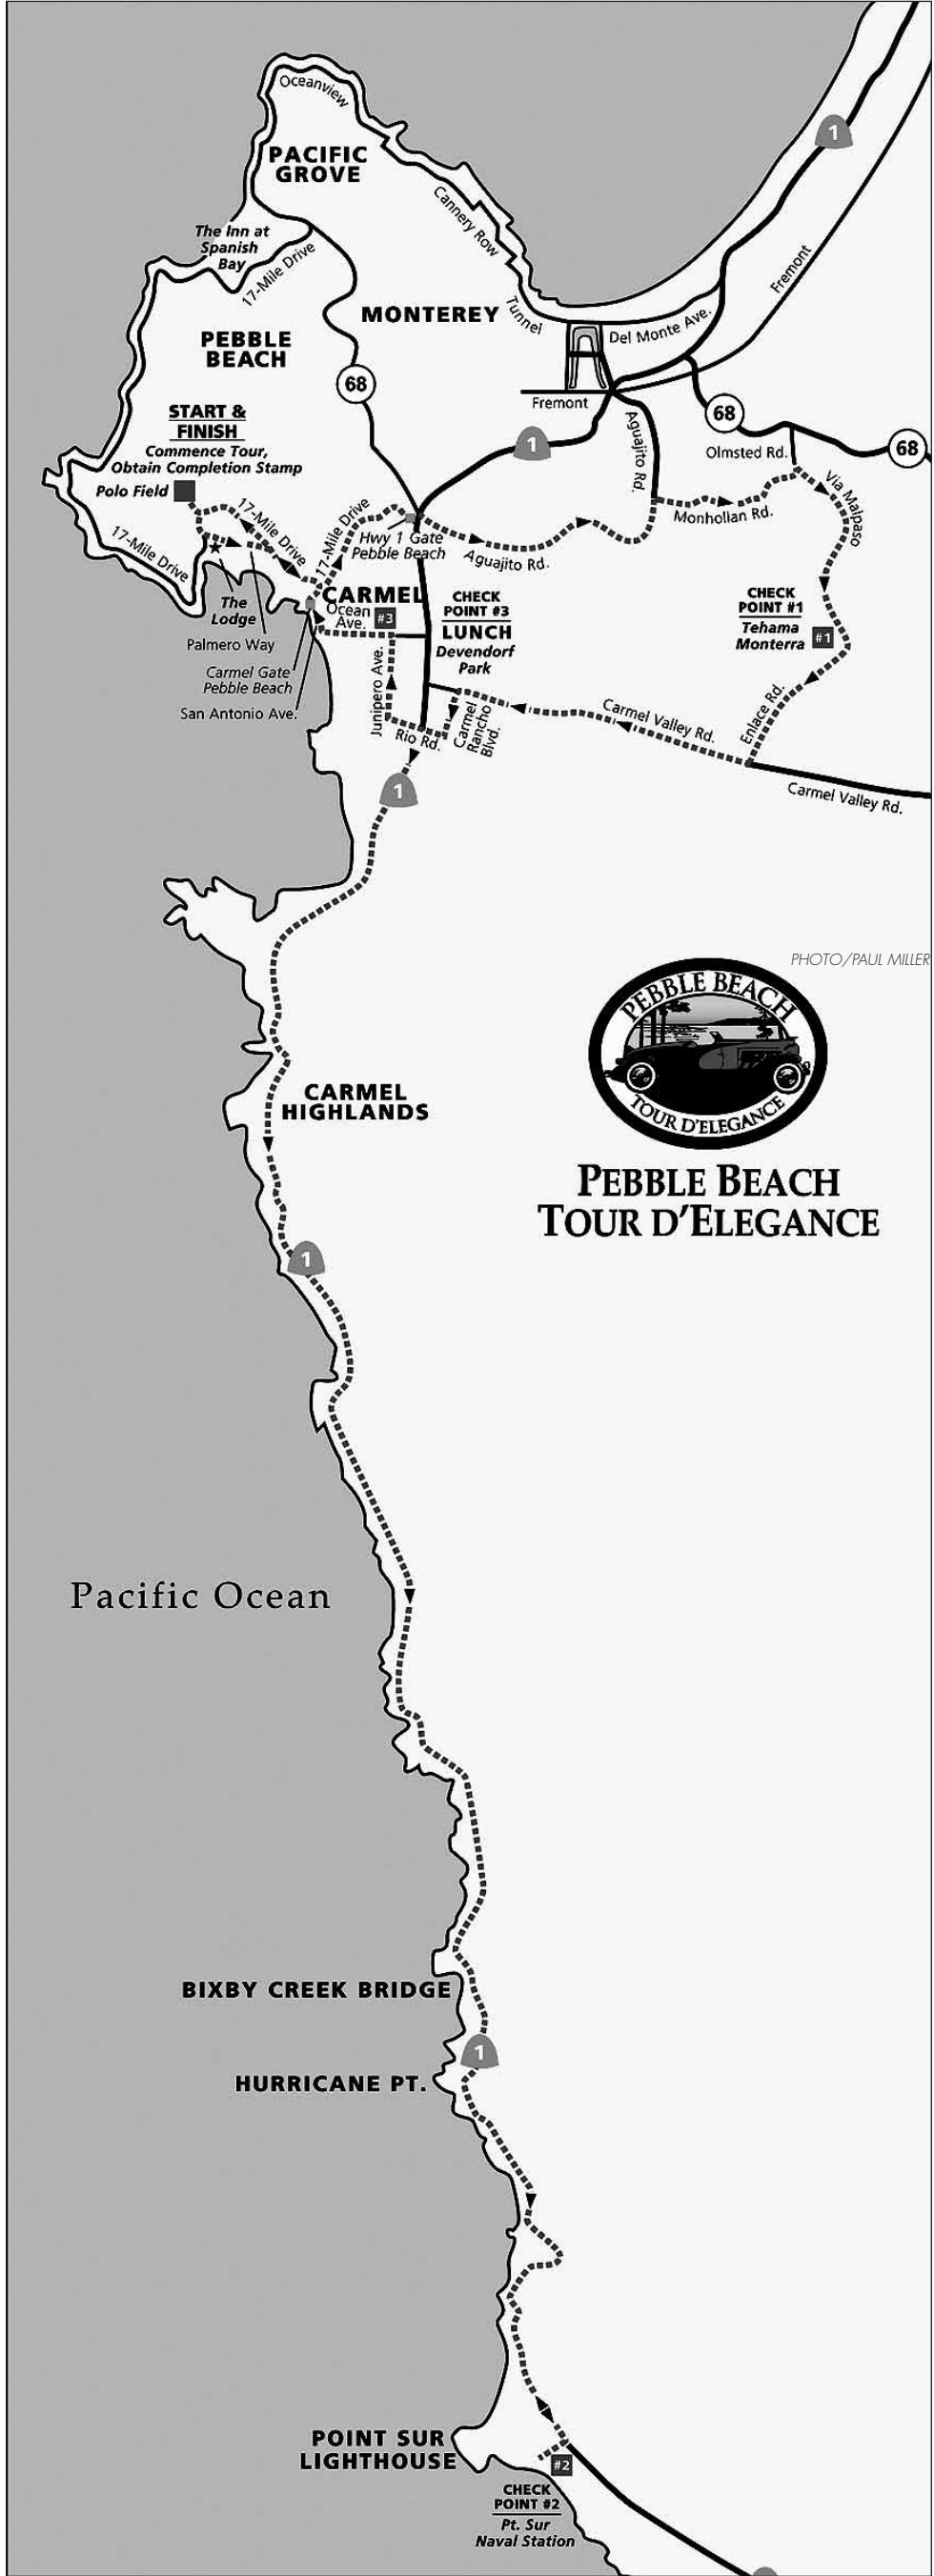 Oceanview
1
PACIFIC
GROVE
Cannery Row
The Inn at
Spanish
Bay
17-Mile Drive
Fremont
MONTEREY
Tunnel
Del Monte Ave.
PEBBLE
BEACH
68
Fremont
START &
FINISH
Commence Tour,
Obtain Completion Stamp
Polo Field
1
Aguajito Rd.
68
Olmsted Rd.
68
17-Mile Drive
17-Mile Drive
17-Mile Drive
Hwy 1 Gate
Pebble Beach
Aguajito Rd.
Monhollan Rd.
Via Malpaso
The
Lodge
Palmero Way
Carmel Gate
Pebble Beach
San Antonio Ave.
CARMEL
Ocean
Ave.
#3
CHECK
POINT #3
LUNCH
Devendorf
Park
CHECK
POINT #1
Tehama
Monterra
#1
Junipero Ave.
Rio Rd.
Carmel
Rancho
Blvd.
Carmel Valley Rd.
Enlace Rd.
Carmel Valley Rd.
1
PHOTO/PAUL MILLER
PEBBLE BEACH
TOUR D'ELEGANCE
PEBBLE BEACH
TOUR D'ELEGANCE
CARMEL
HIGHLANDS
1
Pacific Ocean
BIXBY CREEK BRIDGE
1
HURRICANE PT.
POINT SUR
LIGHTHOUSE
#2
CHECK
POINT #2
Pt. Sur
Naval Station